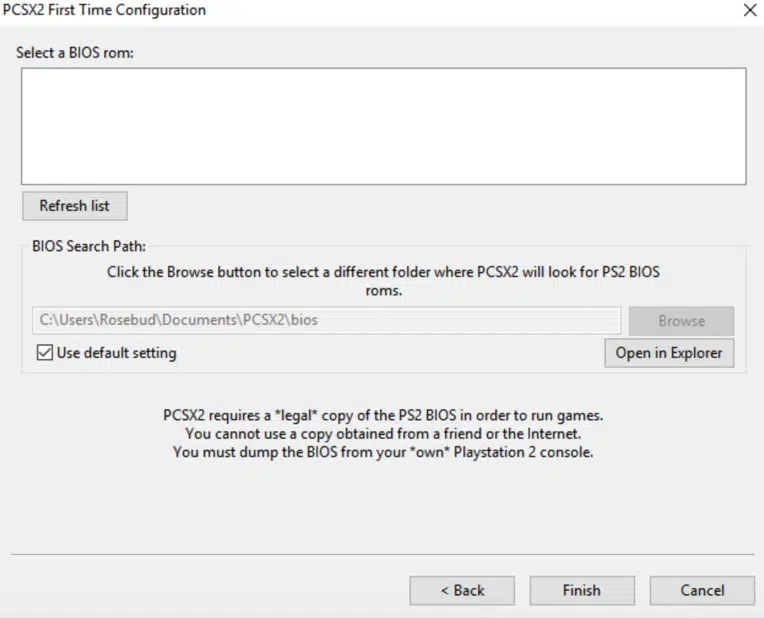 PCSX2 First Time Configuration
Select a BIOS rom:
Refresh list
BIOS Search Path:
Click the Browse button to select a different folder where PCSX2 will look for PS2 BIOS
roms.
C:\Users\Rosebud\Documents\PCSX2\bios
Browse
Use default setting
Open in Explorer
PCSX2 requires a *legal* copy of the PS2 BIOS in order to run games.
You cannot use a copy obtained from a friend or the Internet.
You must dump the BIOS from your *own* Playstation 2 console.
< Back
Finish
Cancel